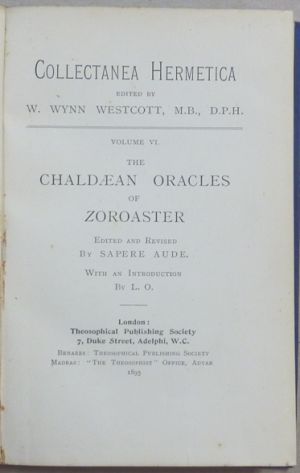 COLLECTANEA HERMETICA
EDITED BY
W. WYNN WESTCOTT, M.B., D.P.H.
VOLUME VI.
THE
CHALDÆAN ORACLES
OF
ZOROASTER
EDITED AND REVISED
BY SAPERE AUDE.
WITH AN INTRODUCTION
BY L. O.
London:
Theosophical Publishing Society
7, Duke Street, Adelphi, W.C.
BENARES: THEOSOPHICAL PUBLISHING SOCIETY
MADRAS: "THE THEOSOPHIST" OFFICE, ADYAR
1895